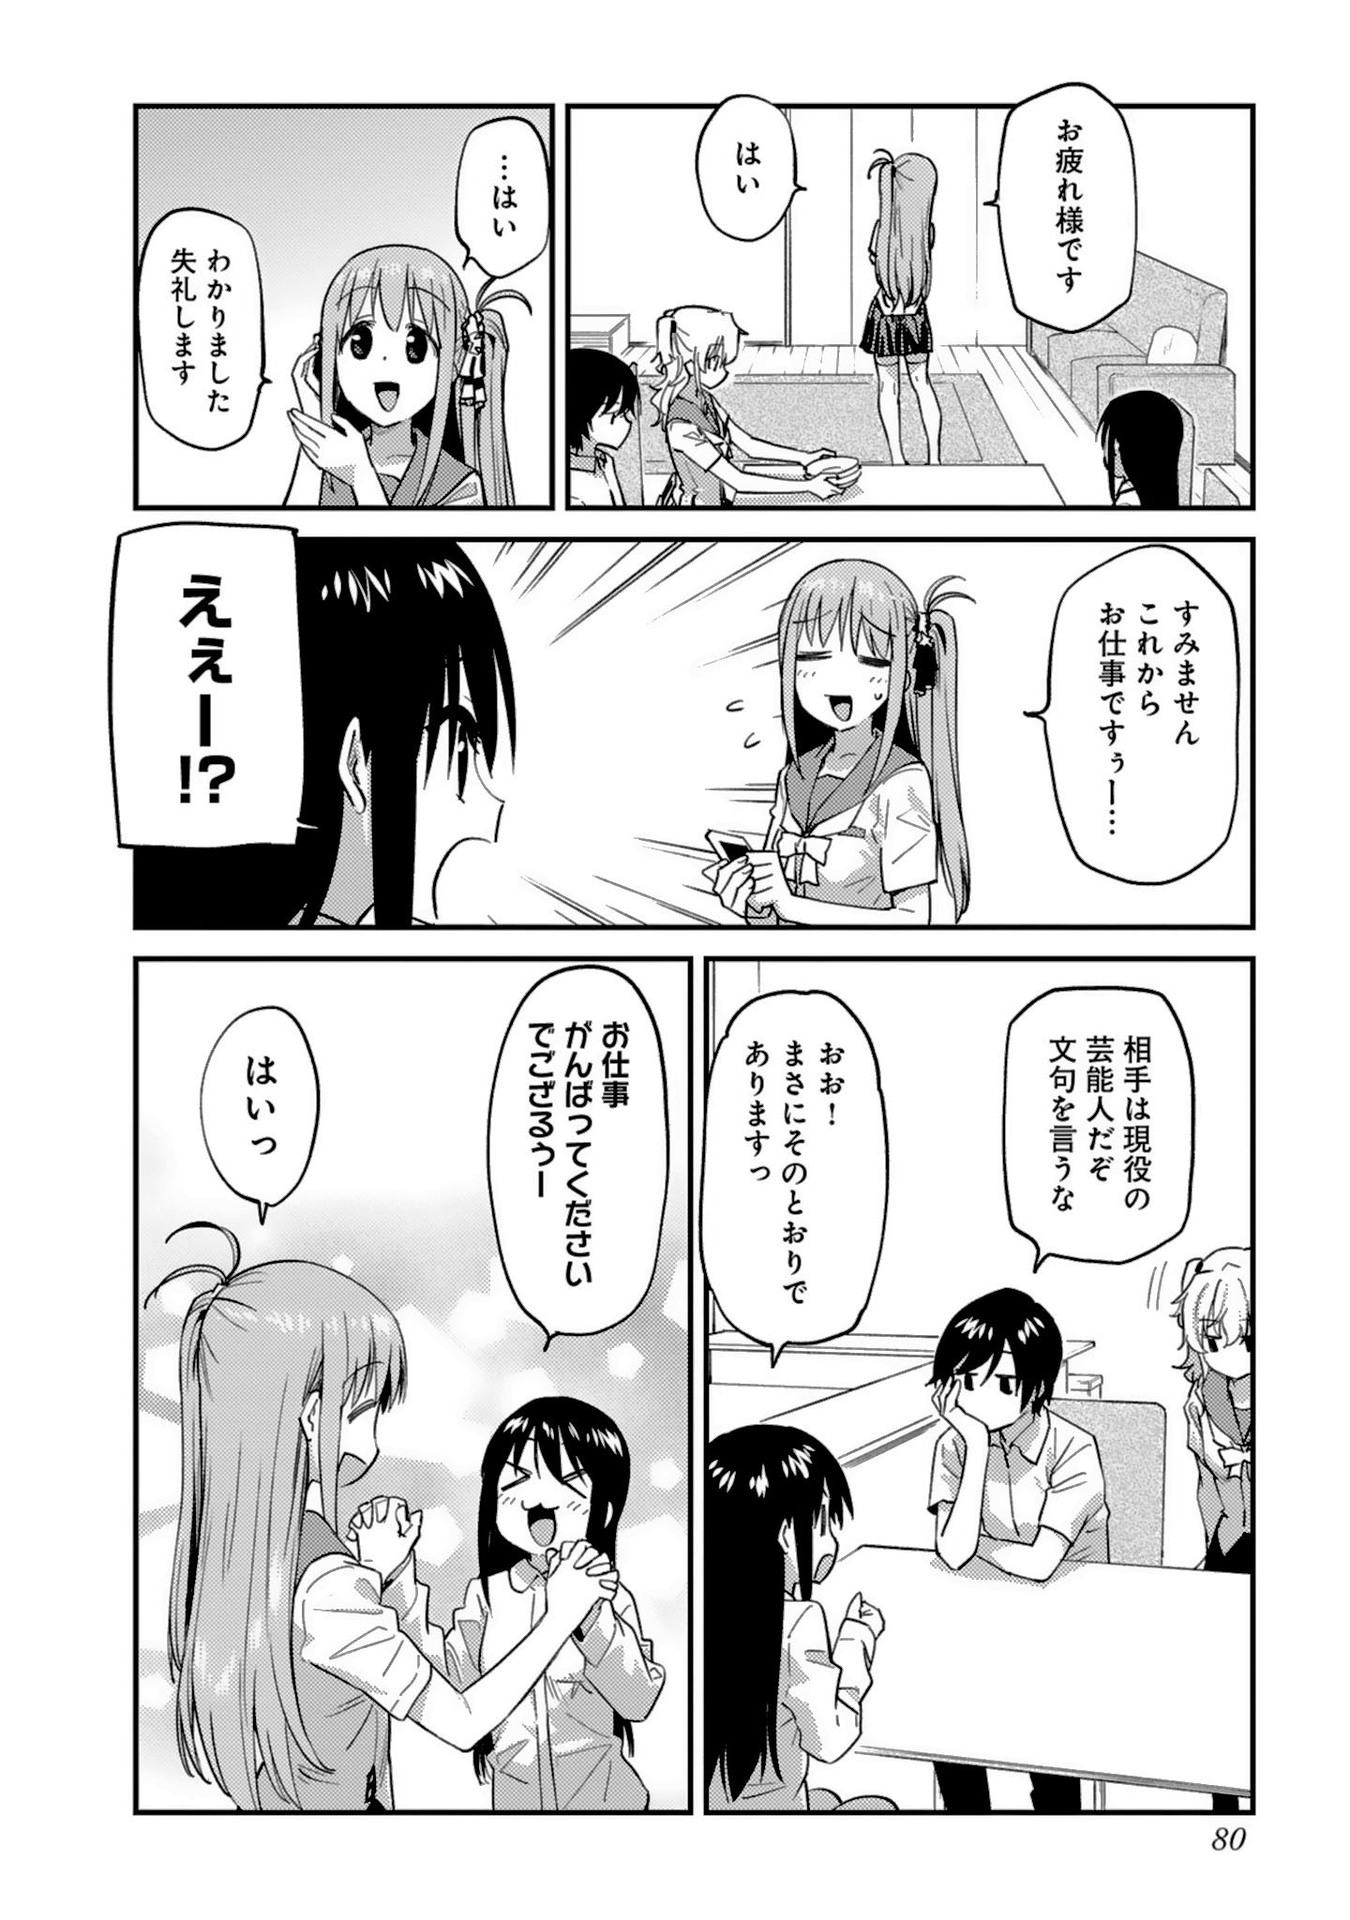 お疲れ様です
はい
…はい
わかりました
失礼します
すみません
これから
お仕事ですぅー…
えぇー!?
相手は現役の
芸能人だぞ
文句を言うな
おお！
まさにそのとおりで
ありますっ
お仕事
がんばってください
でござるぅー
はいっ
80